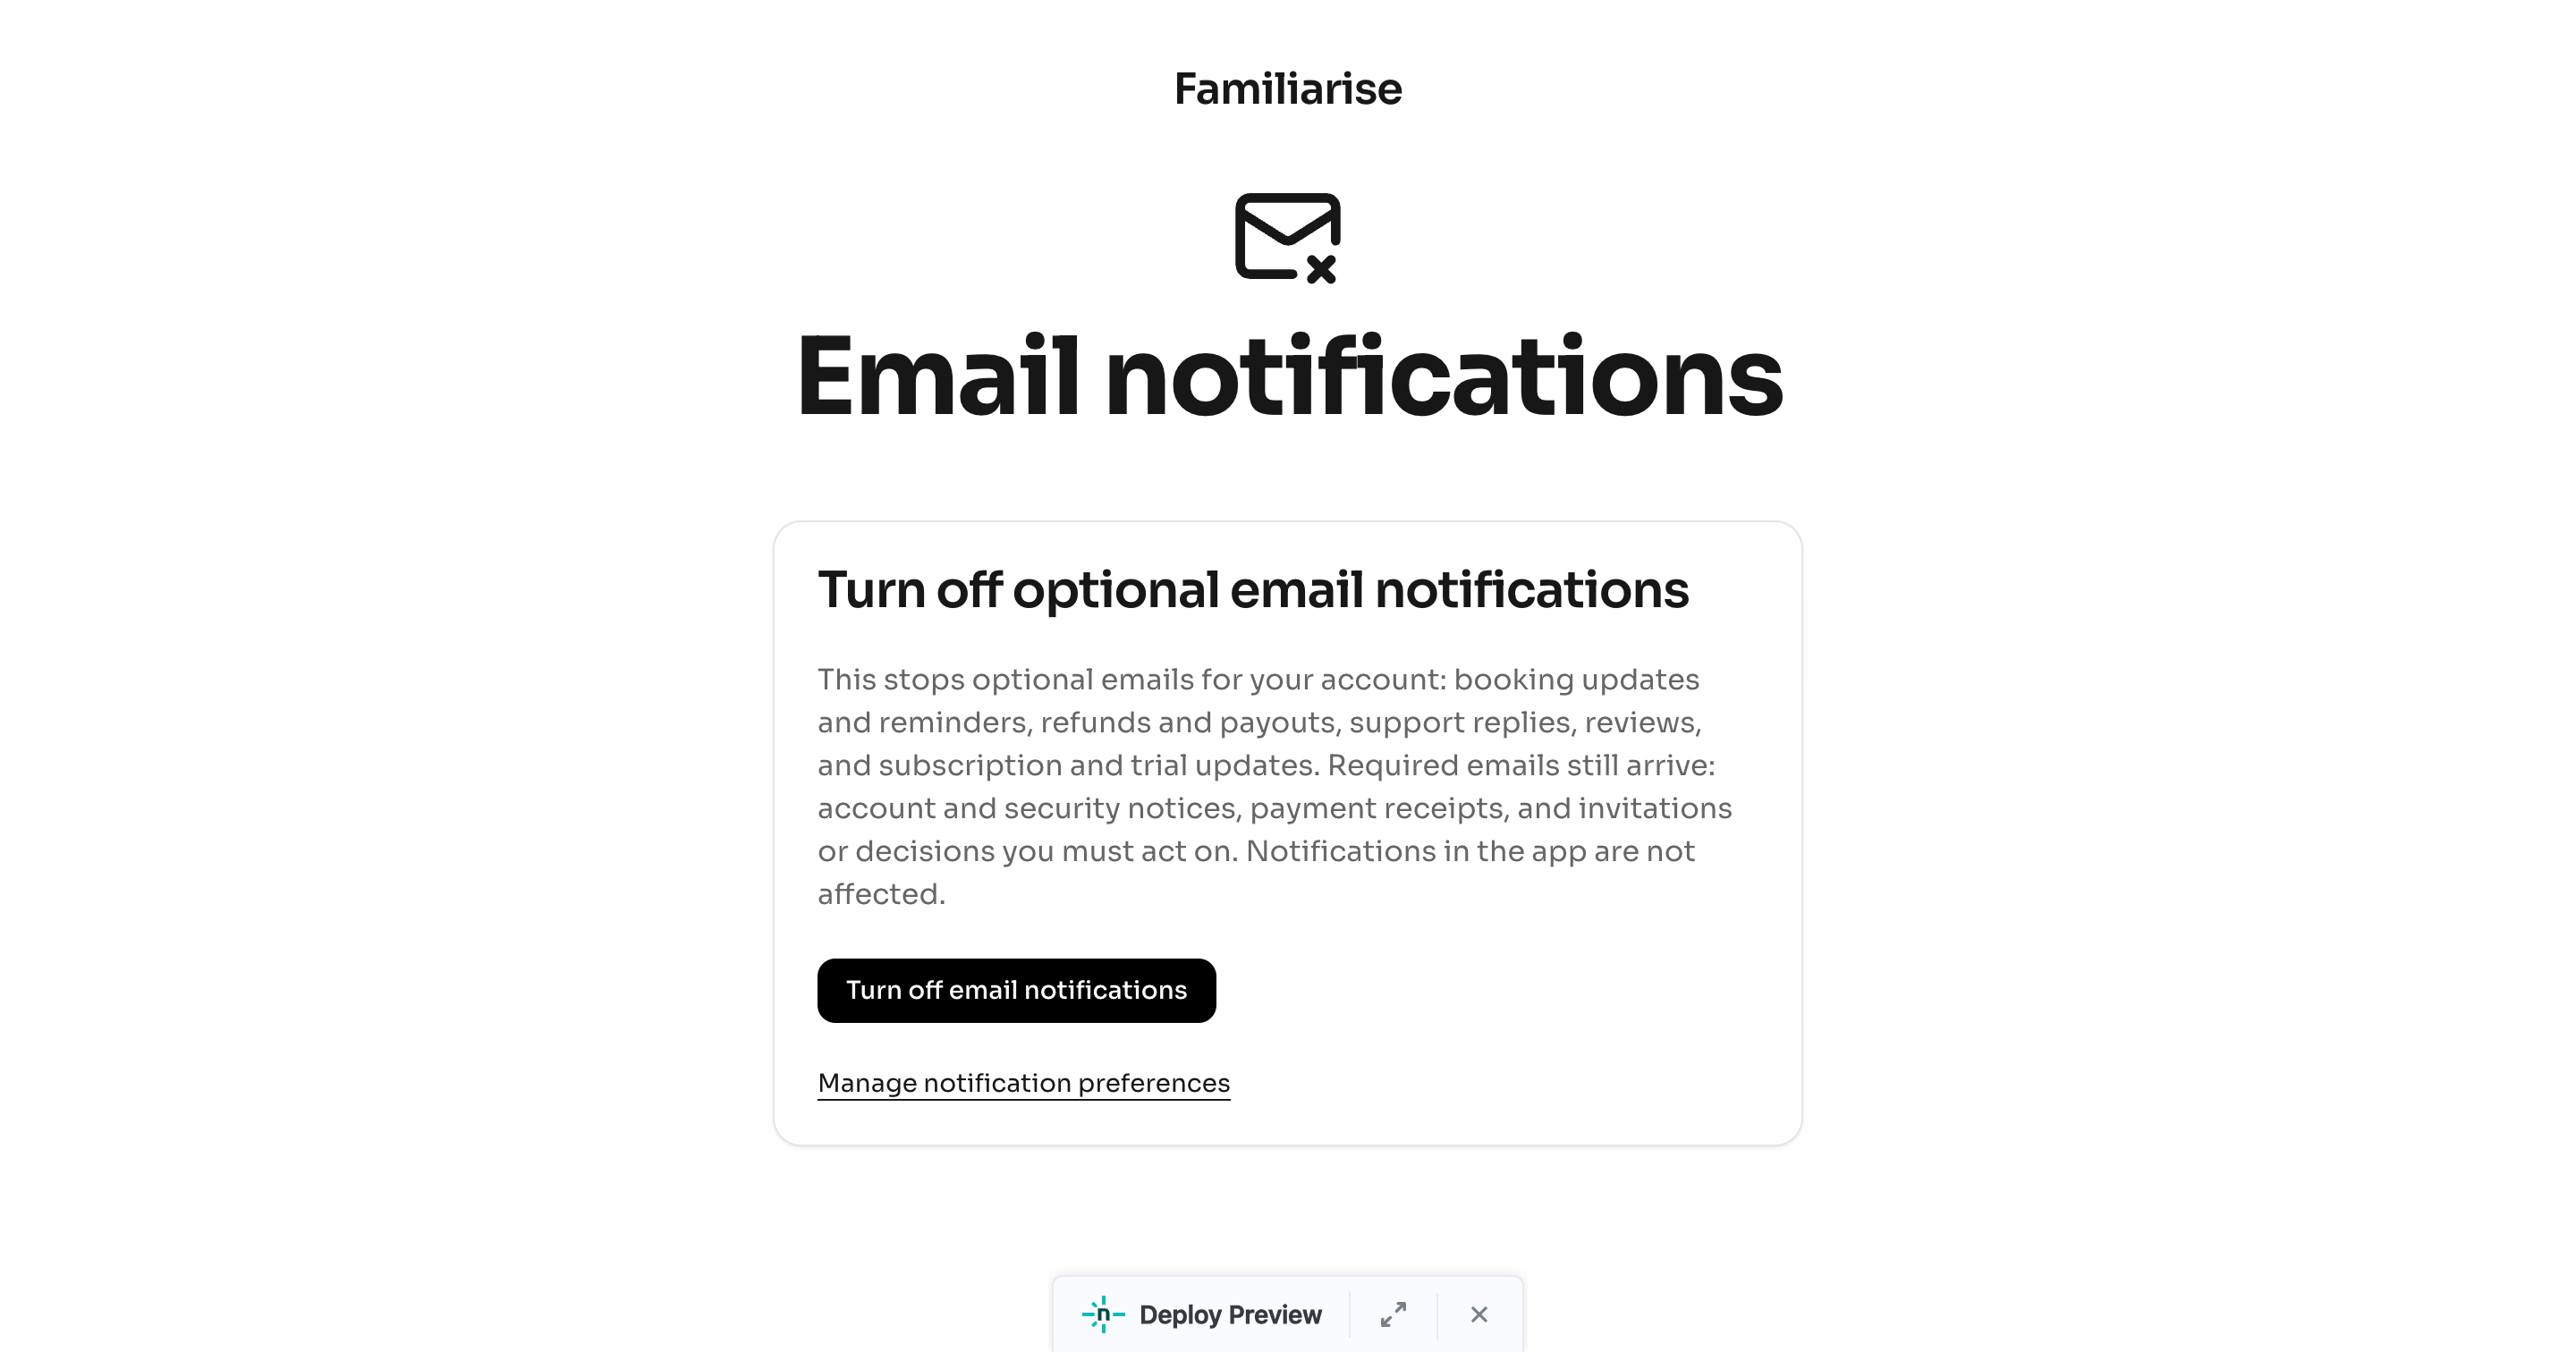 Familiarise
Email notifications
Turn off optional email notifications
This stops optional emails for your account: booking updates
and reminders, refunds and payouts, support replies, reviews,
and subscription and trial updates. Required emails still arrive:
account and security notices, payment receipts, and invitations
or decisions you must act on. Notifications in the app are not
affected.
Turn off email notifications
Manage notification preferences
Deploy Preview